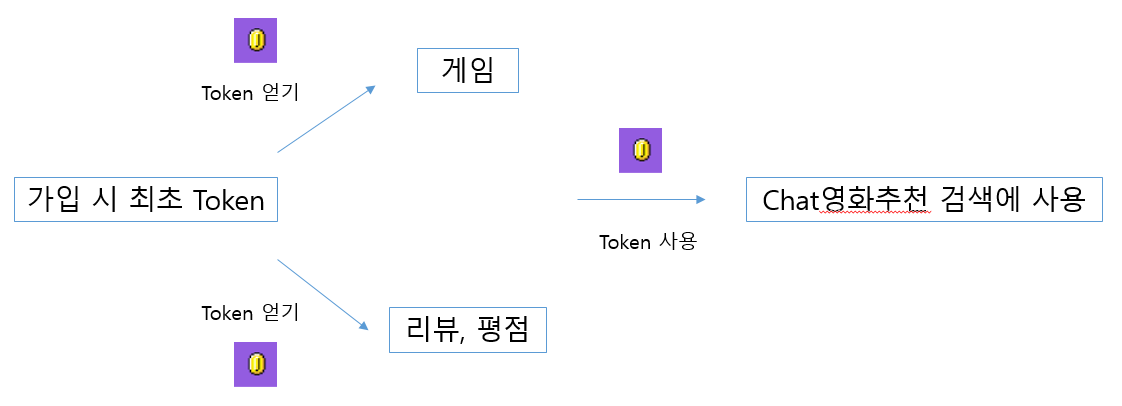 Token 얻기
게임
가입 시 최초 Token
Token 사용
Chat영화추천 검색에 사용
Token 얻기
리뷰, 평점